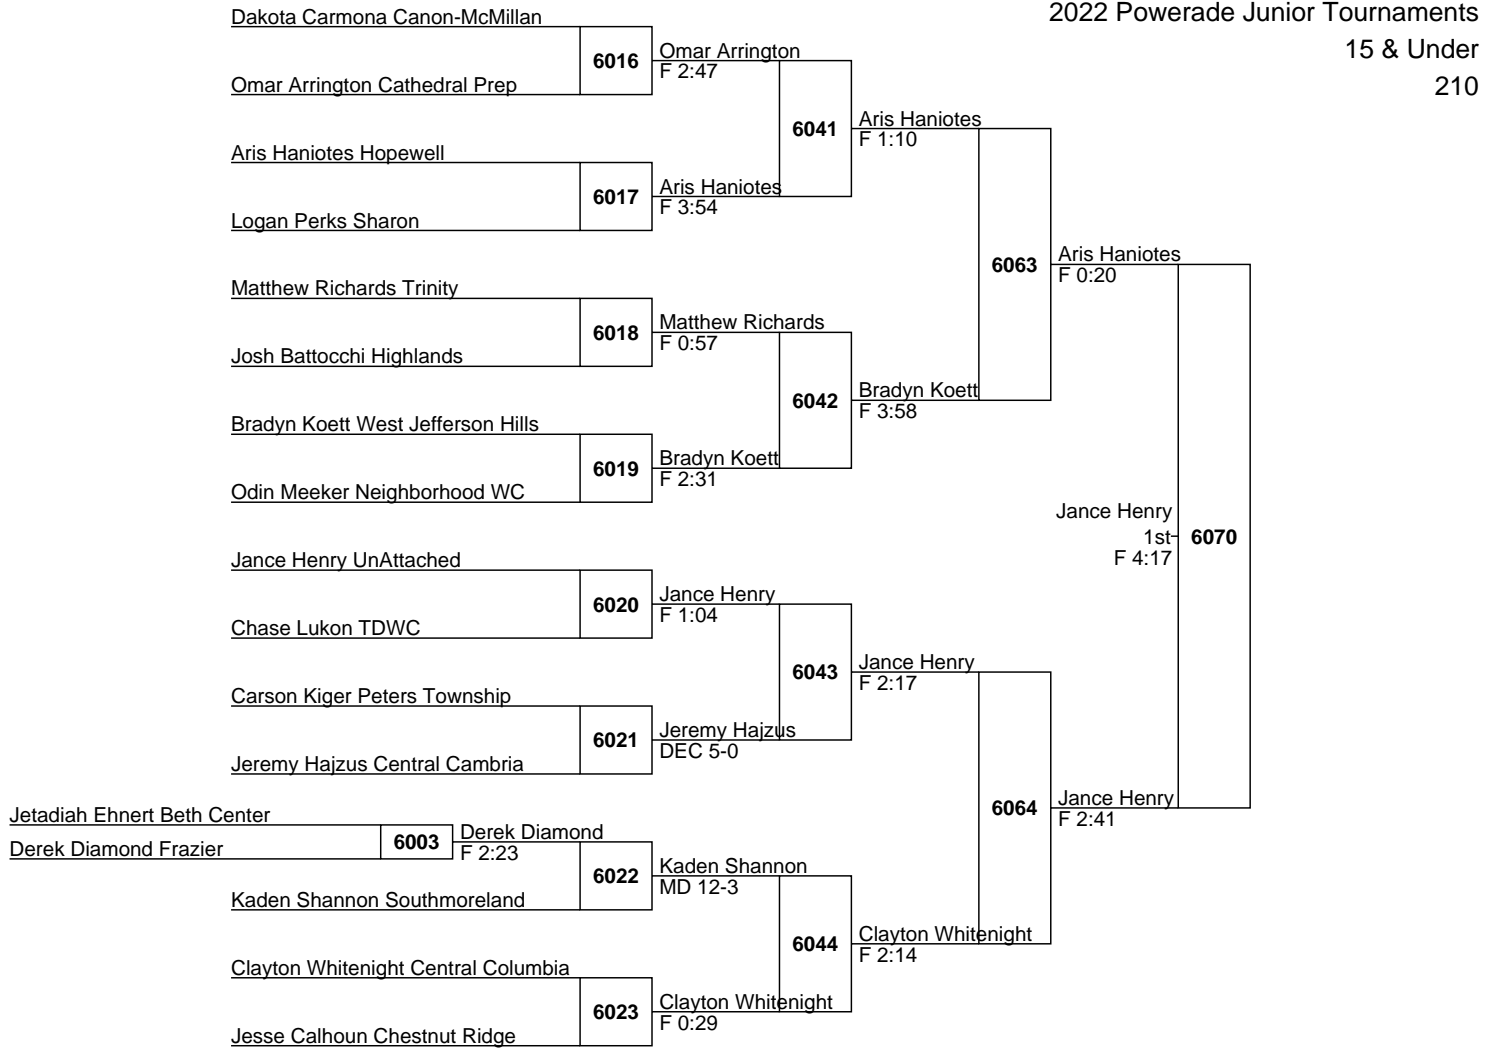 2022 Powerade Junior Tournaments
15 & Under
210
Dakota Carmona Canon-McMillan
6016
Omar Arrington
F 2:47
Omar Arrington Cathedral Prep
6041
Aris Haniotes
F 1:10
Aris Haniotes Hopewell
6017
Aris Haniotes
F 3:54
Logan Perks Sharon
6063
Aris Haniotes
F 0:20
Matthew Richards Trinity
6018
Matthew Richards
F 0:57
Josh Battocchi Highlands
6042
Bradyn Koett
F 3:58
Bradyn Koett West Jefferson Hills
6019
Bradyn Koett
F 2:31
Odin Meeker Neighborhood WC
Jance Henry
1st
F 4:17
6070
Jance Henry UnAttached
6020
Jance Henry
F 1:04
Chase Lukon TDWC
6043
Jance Henry
F 2:17
Carson Kiger Peters Township
6021
Jeremy Hajzus
DEC 5-0
Jeremy Hajzus Central Cambria
6064
Jance Henry
F 2:41
Jetadiah Ehnert Beth Center
6003
Derek Diamond
F 2:23
Derek Diamond Frazier
6022
Kaden Shannon
MD 12-3
Kaden Shannon Southmoreland
6044
Clayton Whitenight
F 2:14
Clayton Whitenight Central Columbia
6023
Clayton Whitenight
F 0:29
Jesse Calhoun Chestnut Ridge